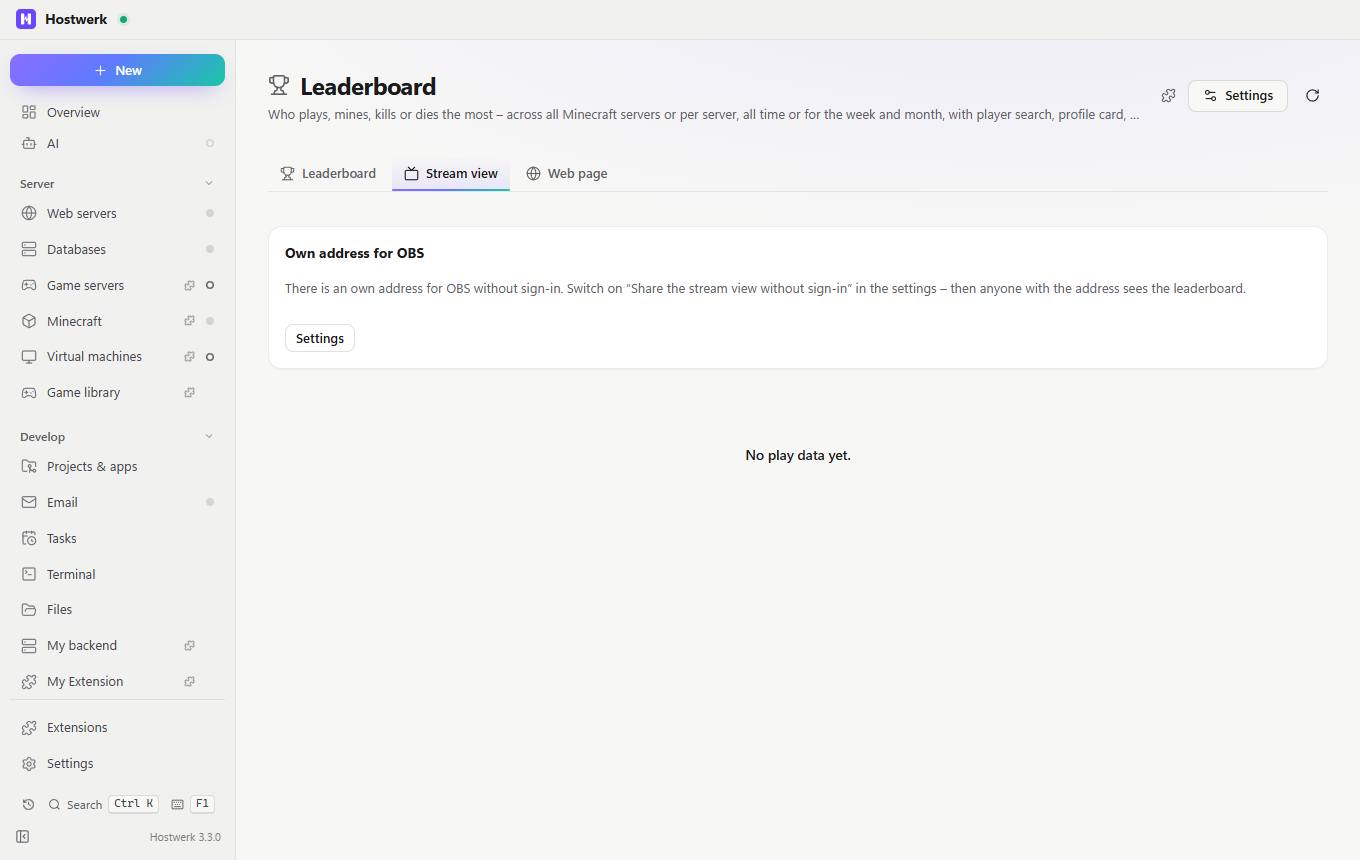 Hostwerk
New
Overview
AI
Server
Web servers
Databases
Game servers
Minecraft
Virtual machines
Game library
Develop
Projects & apps
Email
Tasks
Terminal
Files
My backend
My Extension
Extensions
Settings
Search Ctrl K F1
Hostwerk 3.3.0
Leaderboard
Who plays, mines, kills or dies the most – across all Minecraft servers or per server, all time or for the week and month, with player search, profile card, ...
Settings
Leaderboard Stream view Web page
Own address for OBS
There is an own address for OBS without sign-in. Switch on “Share the stream view without sign-in” in the settings – then anyone with the address sees the leaderboard.
Settings
No play data yet.